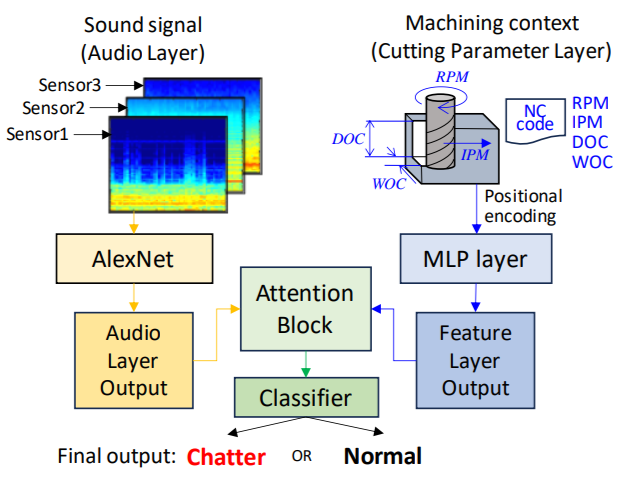 Sound signal
(Audio Layer)
Machining context
(Cutting Parameter Layer)
Sensor3
Sensor2
Sensor1
RPM
DOC
IPM
WOC
NC
code
RPM
IPM
DOC
WOC
Positional
encoding
AlexNet
MLP layer
Attention
Block
Audio
Layer
Output
Feature
Layer
Output
Classifier
Final output: Chatter OR Normal